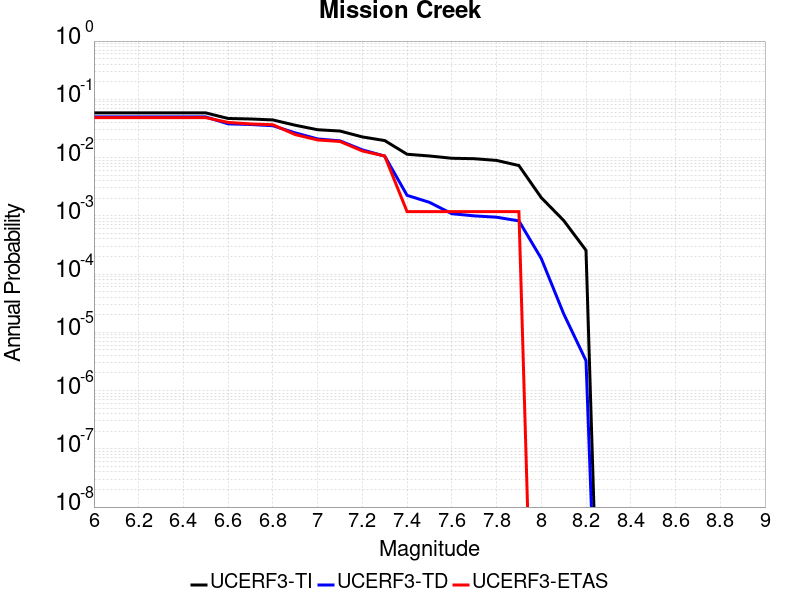 Mission Creek
10^0
10^-1
10^-2
10^-3
10^-4
10^-5
10^-6
10^-7
10^-8
Annual Probability
6 6.2 6.4 6.6 6.8 7 7.2 7.4 7.6 7.8 8 8.2 8.4 8.6 8.8 9
Magnitude
UCERF3-TI UCERF3-TD UCERF3-ETAS